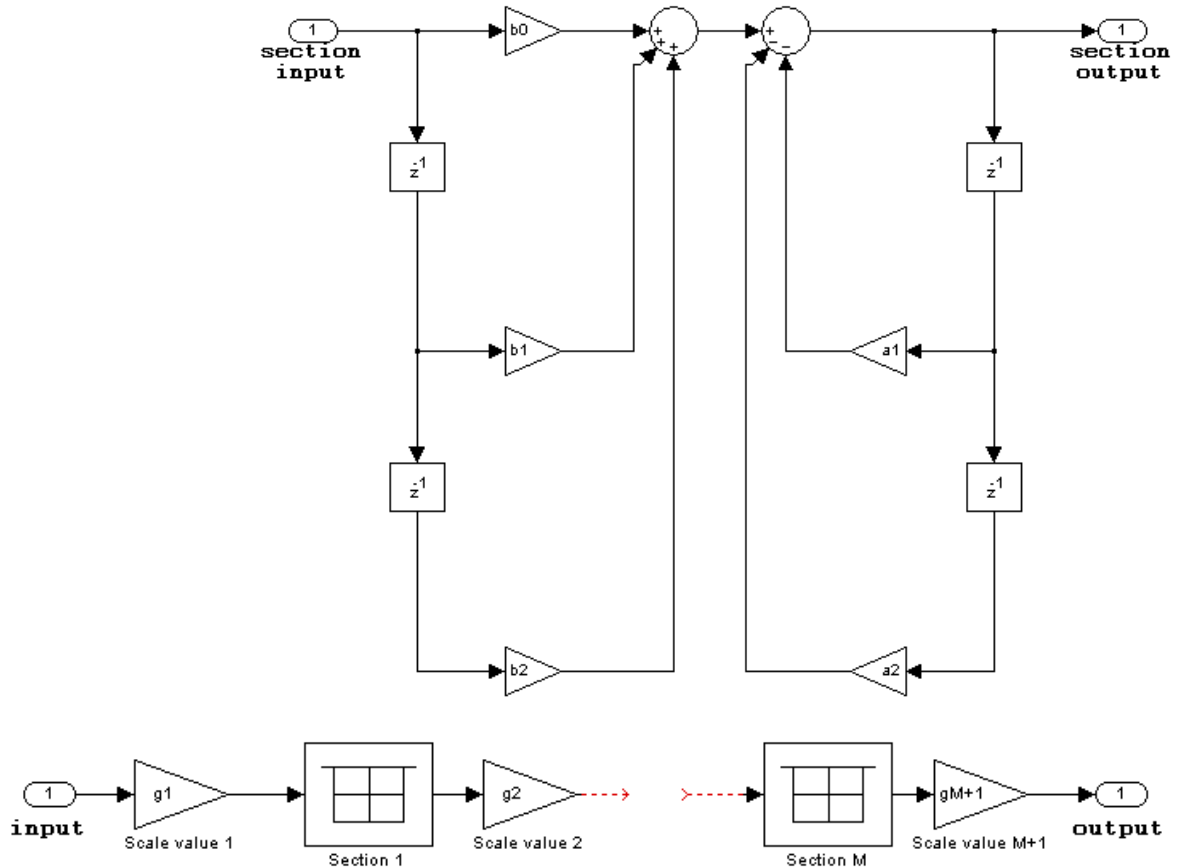 1
b0
+
+
+
+
−
−
1
section
input
section
output
z⁻¹
z⁻¹
b1
a1
z⁻¹
z⁻¹
b2
a2
1
g1
g2
gM+1
1
input
output
Scale value 1
Section 1
Scale value 2
Section M
Scale value M+1